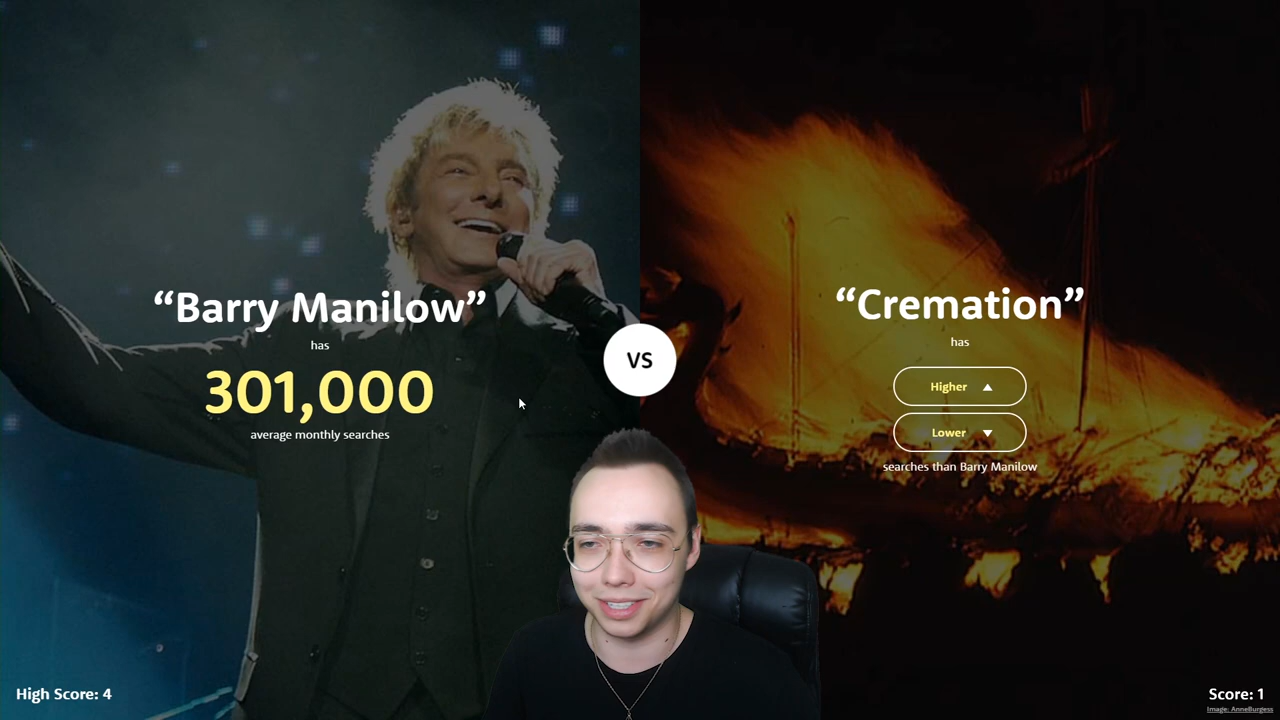 “Barry Manilow”
has
301,000
average monthly searches
VS
“Cremation”
has
Higher
Lower
searches than Barry Manilow
High Score: 4
Score: 1
Image: AnneBurgess